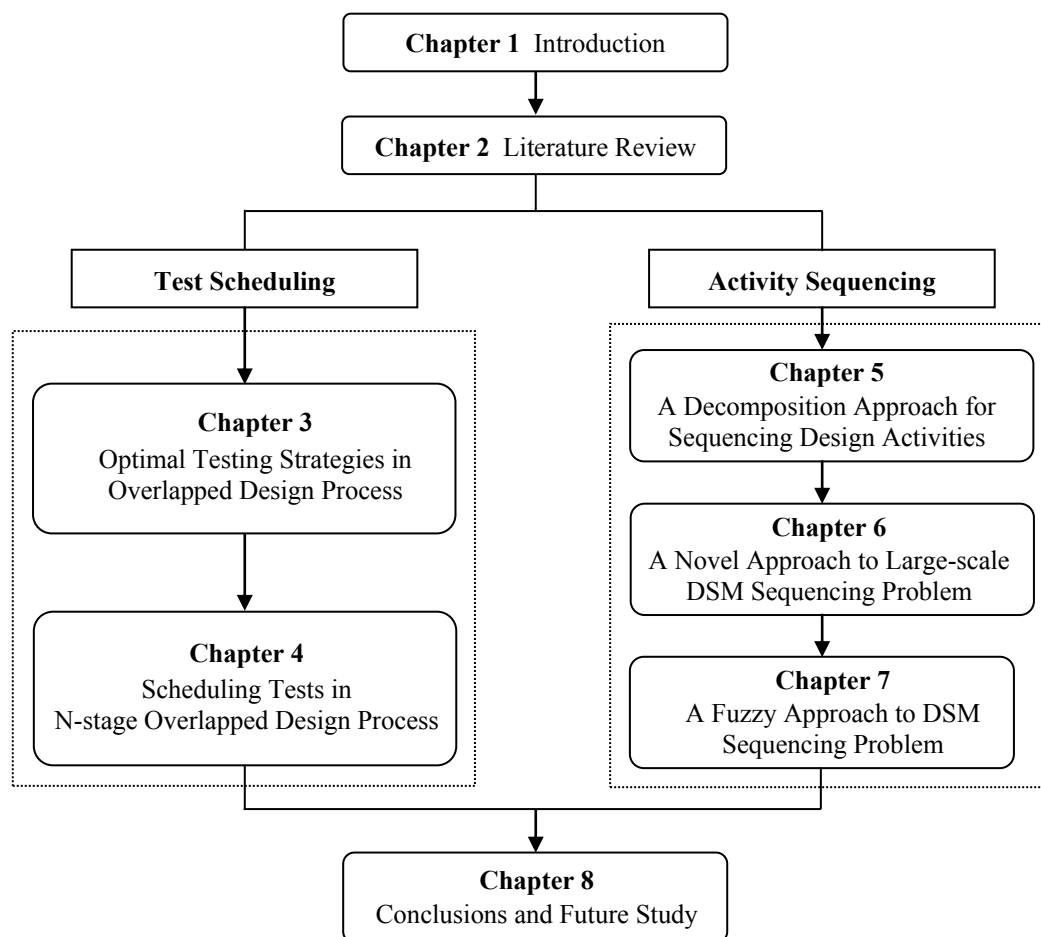 Chapter 1 Introduction
Chapter 2 Literature Review
Test Scheduling
Activity Sequencing
Chapter 3
Optimal Testing Strategies in
Overlapped Design Process
Chapter 4
Scheduling Tests in
N-stage Overlapped Design Process
Chapter 5
A Decomposition Approach for
Sequencing Design Activities
Chapter 6
A Novel Approach to Large-scale
DSM Sequencing Problem
Chapter 7
A Fuzzy Approach to DSM
Sequencing Problem
Chapter 8
Conclusions and Future Study